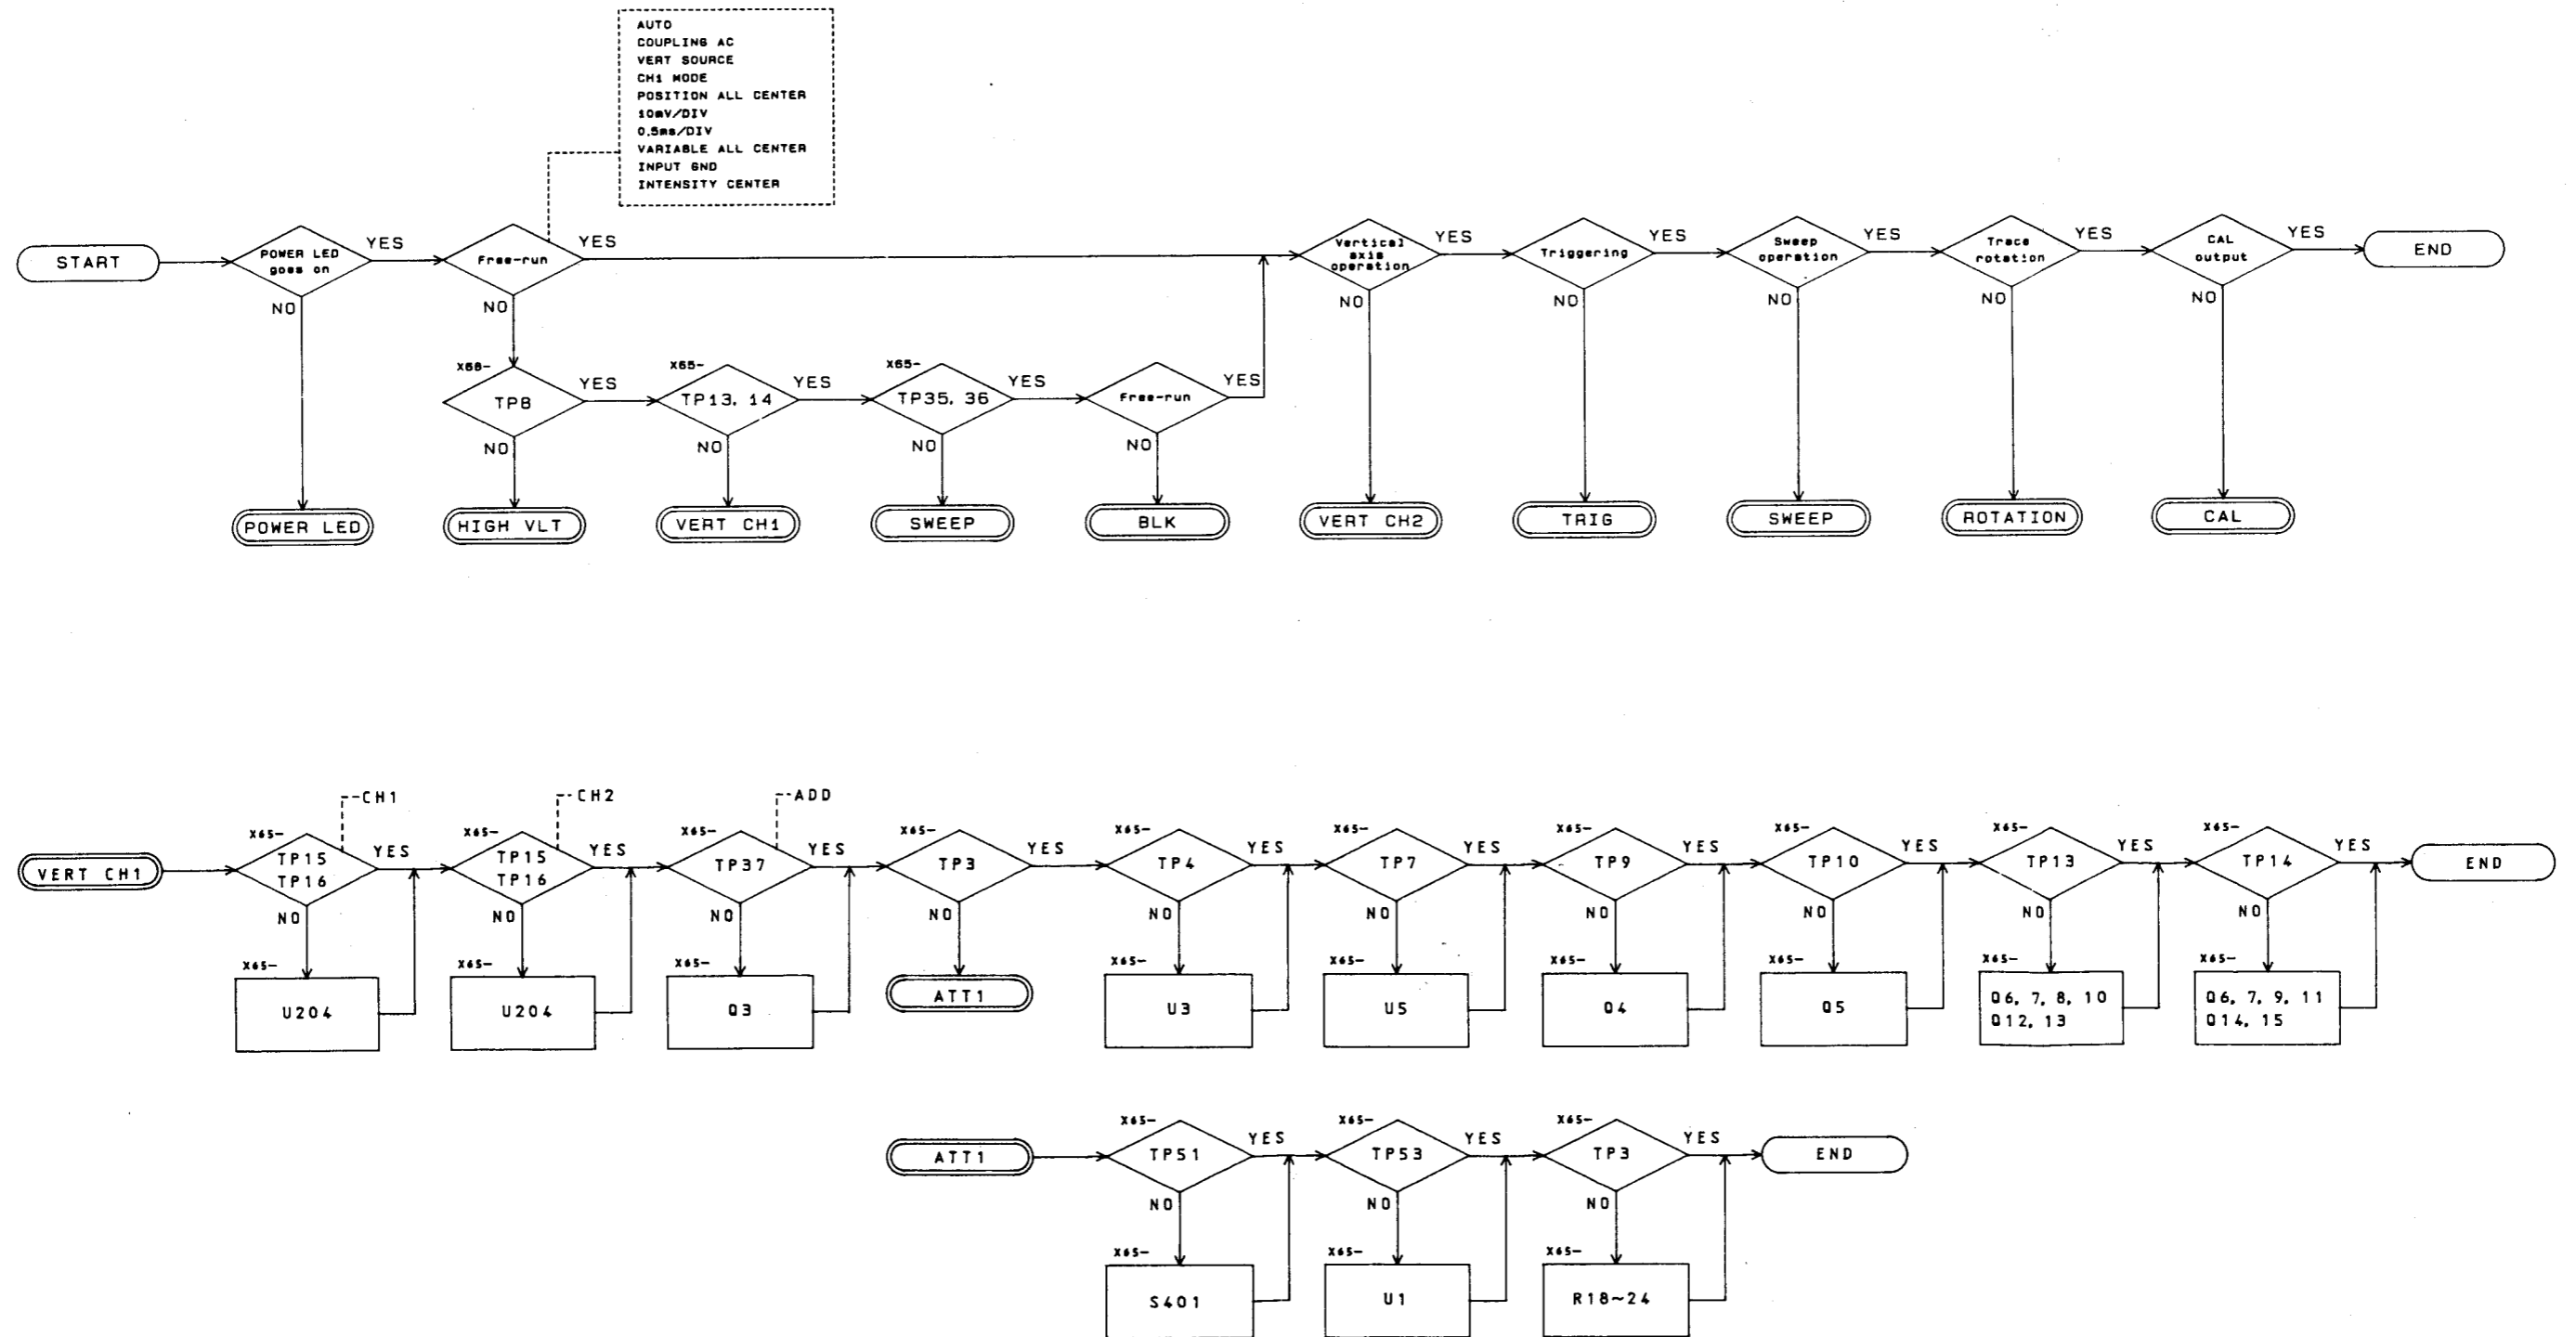 AUTO
COUPLING AC
VERT SOURCE
CH1 MODE
POSITION ALL CENTER
10mV/DIV
0.5ms/DIV
VARIABLE ALL CENTER
INPUT GND
INTENSITY CENTER
START
POWER LED
goes on
YES
NO
Free-run
YES
NO
Vertical
axis
operation
YES
NO
Triggering
YES
NO
Sweep
operation
YES
NO
Trace
rotation
YES
NO
CAL
output
YES
NO
END
X68-
TP8
YES
NO
X65-
TP13, 14
YES
NO
X65-
TP35, 36
YES
NO
Free-run
YES
NO
POWER LED
HIGH VLT
VERT CH1
SWEEP
BLK
VERT CH2
TRIG
SWEEP
ROTATION
CAL
VERT CH1
X65-
CH1
TP15
TP16
YES
NO
X65-
U204
X65-
CH2
TP15
TP16
YES
NO
X65-
U204
X65-
ADD
TP37
YES
NO
X65-
Q3
X65-
TP3
YES
NO
ATT1
X65-
TP4
YES
NO
X65-
U3
X65-
TP7
YES
NO
X65-
U5
X65-
TP9
YES
NO
X65-
Q4
X65-
TP10
YES
NO
X65-
Q5
X65-
TP13
YES
NO
X65-
Q6, 7, 8, 10
Q12, 13
X65-
TP14
YES
NO
X65-
Q6, 7, 9, 11
Q14, 15
END
ATT1
X65-
TP51
YES
NO
X65-
S401
X65-
TP53
YES
NO
X65-
U1
X65-
TP3
YES
NO
X65-
R18~24
END